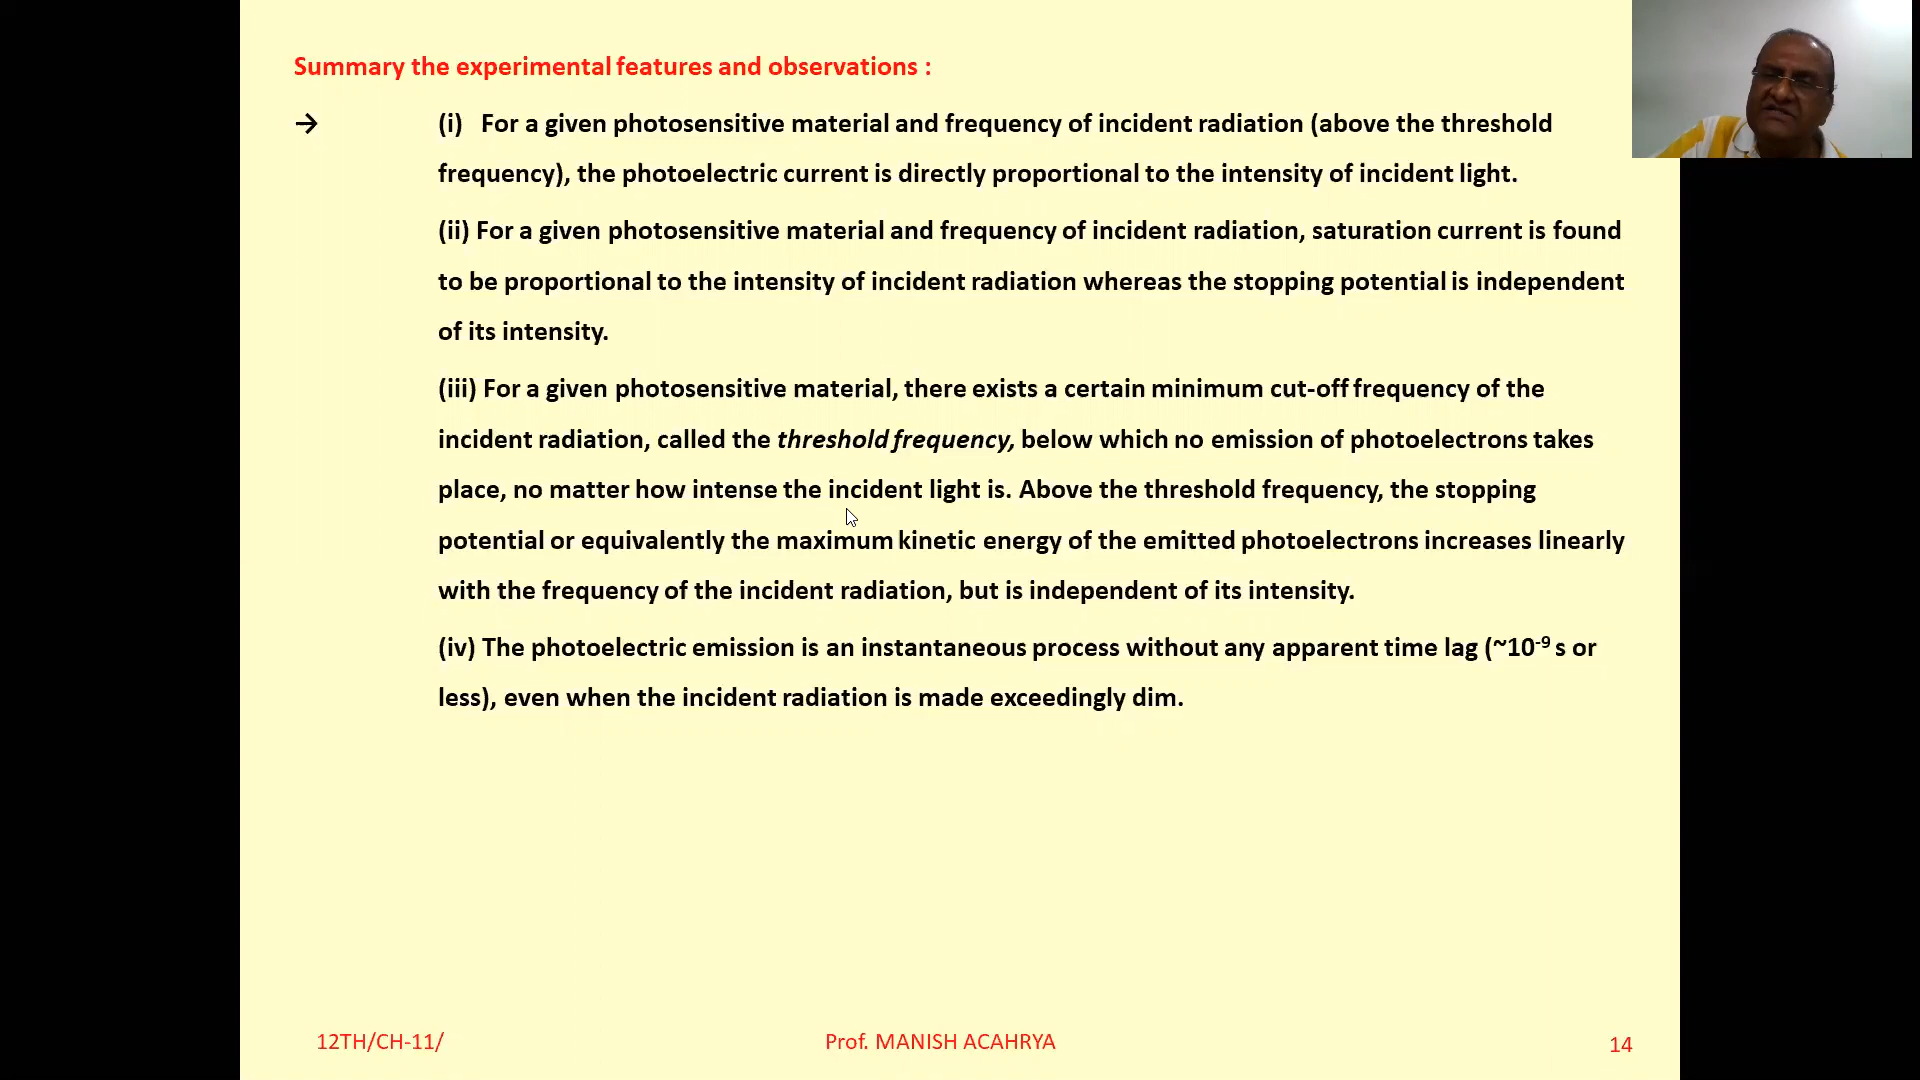 Summary the experimental features and observations :
→ (i) For a given photosensitive material and frequency of incident radiation (above the threshold
frequency), the photoelectric current is directly proportional to the intensity of incident light.
(ii) For a given photosensitive material and frequency of incident radiation, saturation current is found
to be proportional to the intensity of incident radiation whereas the stopping potential is independent
of its intensity.
(iii) For a given photosensitive material, there exists a certain minimum cut-off frequency of the
incident radiation, called the threshold frequency, below which no emission of photoelectrons takes
place, no matter how intense the incident light is. Above the threshold frequency, the stopping
potential or equivalently the maximum kinetic energy of the emitted photoelectrons increases linearly
with the frequency of the incident radiation, but is independent of its intensity.
(iv) The photoelectric emission is an instantaneous process without any apparent time lag (~10⁻⁹ s or
less), even when the incident radiation is made exceedingly dim.
12TH/CH-11/ Prof. MANISH ACAHRYA 14